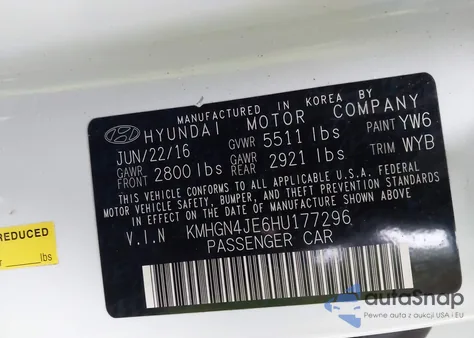 MANUFACTURED IN KOREA BY
HYUNDAI MOTOR COMPANY
JUN/22/16 GVWR 5511 lbs PAINT YW6
GAWR FRONT 2800 lbs GAWR REAR 2921 lbs TRIM WYB
THIS VEHICLE CONFORMS TO ALL APPLICABLE U.S.A FEDERAL
MOTOR VEHICLE SAFETY, BUMPER, AND THEFT PREVENTION STANDARDS
IN EFFECT ON THE DATE OF MANUFACTURE SHOWN ABOVE
V.I.N KMHGN4JE6HU177296
PASSENGER CAR
REDUCED
lbs
autoSnap
Pewne auta z aukcji USA i EU